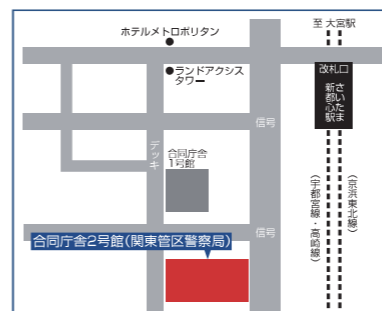 ホテルメトロポリタン
至 大宮駅
●ランドアクシス
タワー
改札口
さいたま
新都心駅
信号
デッキ
合同庁舎
1号館
(宇都宮線・高崎線)
(京浜東北線)
信号
合同庁舎2号館(関東管区警察局)